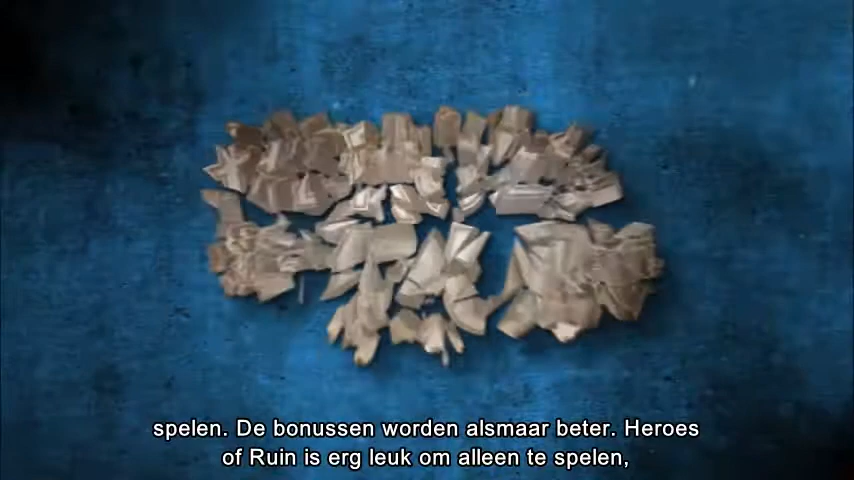 spelen. De bonussen worden alsmaar beter. Heroes
of Ruin is erg leuk om alleen te spelen,